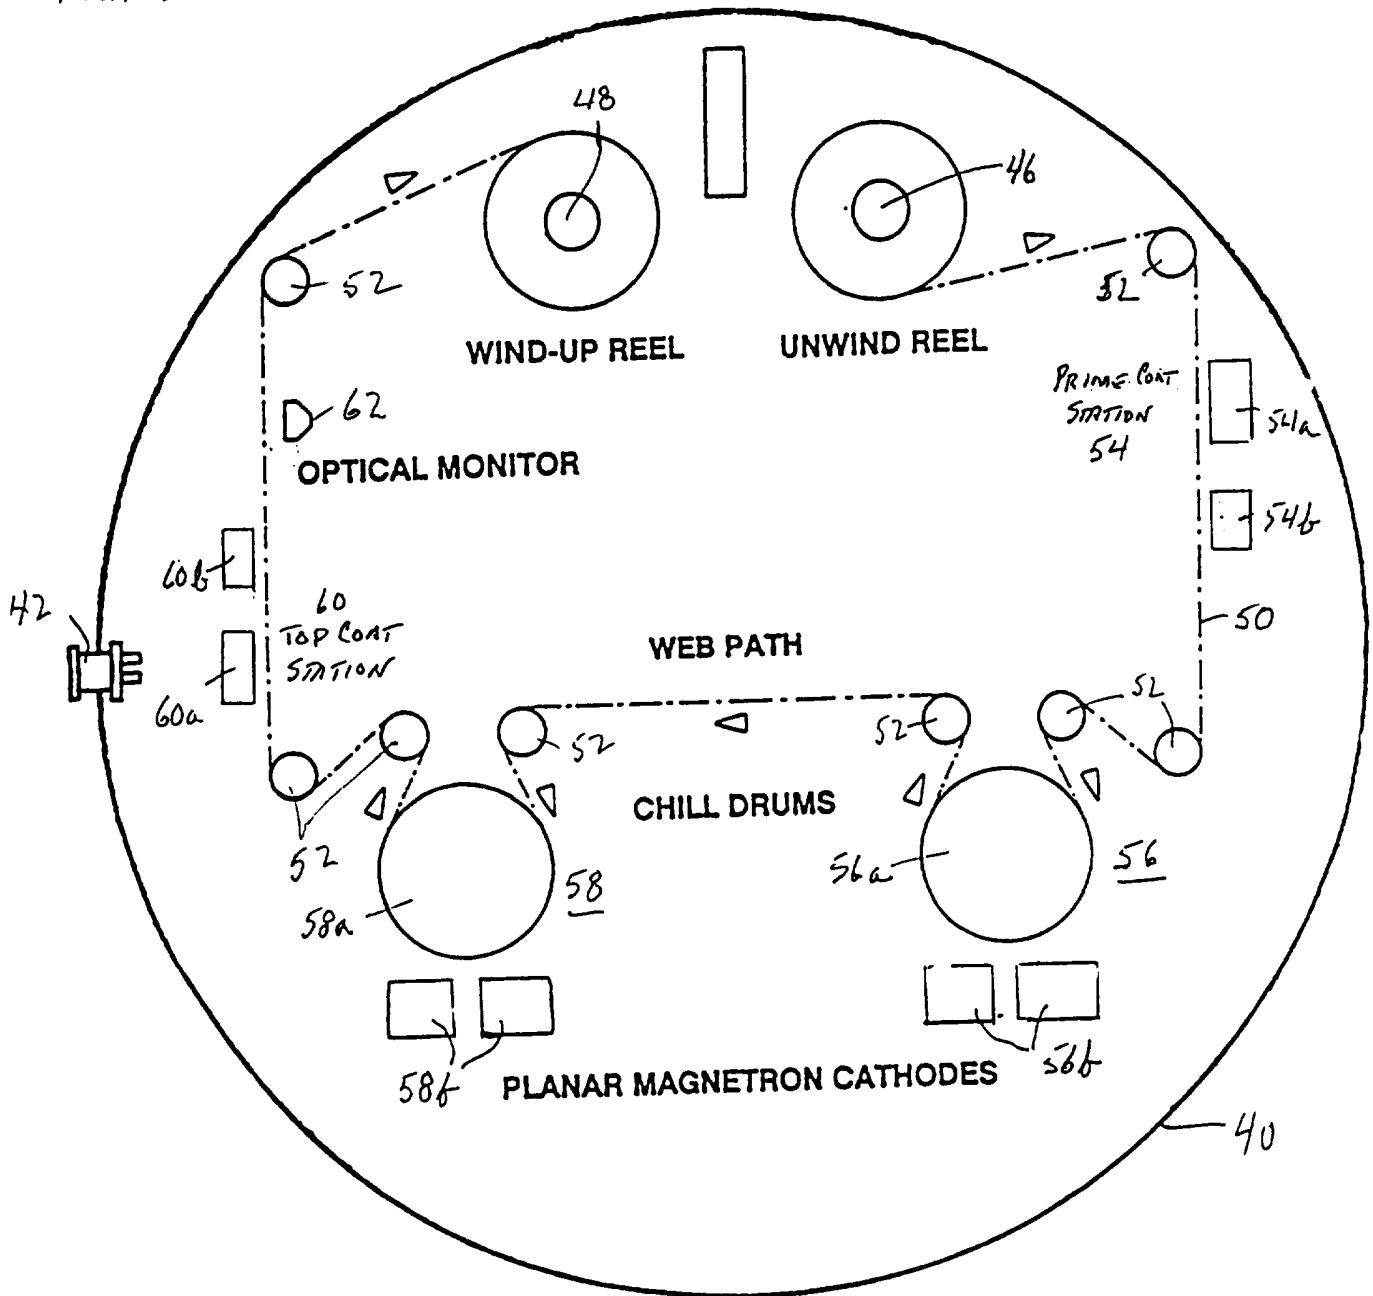 48
46
52
52
WIND-UP REEL
UNWIND REEL
62
OPTICAL MONITOR
PRIME COAT
STATION
54
54a
54b
60b
42
60
TOP COAT
STATION
60a
50
WEB PATH
52
52
52
CHILL DRUMS
52
58a
58
56a
56
58b
56b
PLANAR MAGNETRON CATHODES
40